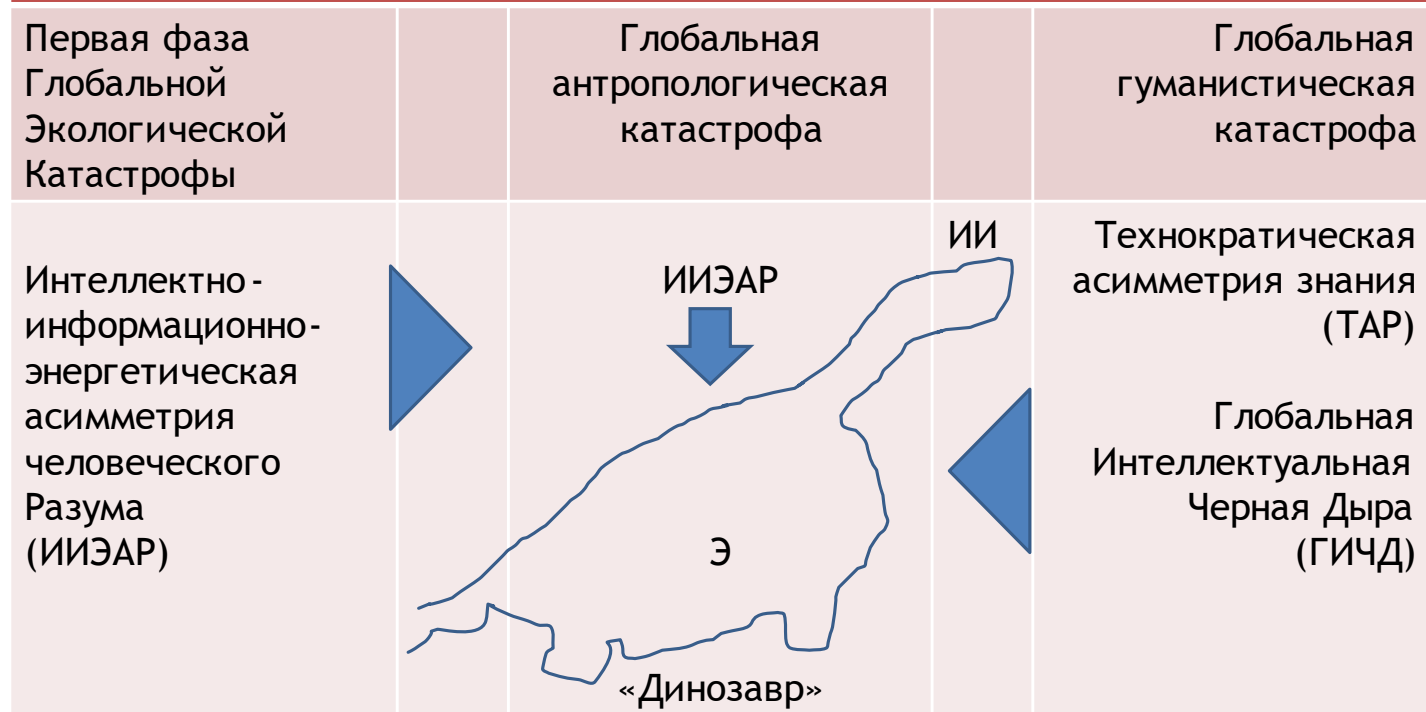 Первая фаза
Глобальной
Экологической
Катастрофы
Глобальная
антропологическая
катастрофа
Глобальная
гуманистическая
катастрофа
Интеллектно-
информационно-
энергетическая
асимметрия
человеческого
Разума
(ИИЭАР)
ИИЭАР
ИИ
Э
«Динозавр»
Технократическая
асимметрия знания
(ТАР)
Глобальная
Интеллектуальная
Черная Дыра
(ГИЧД)